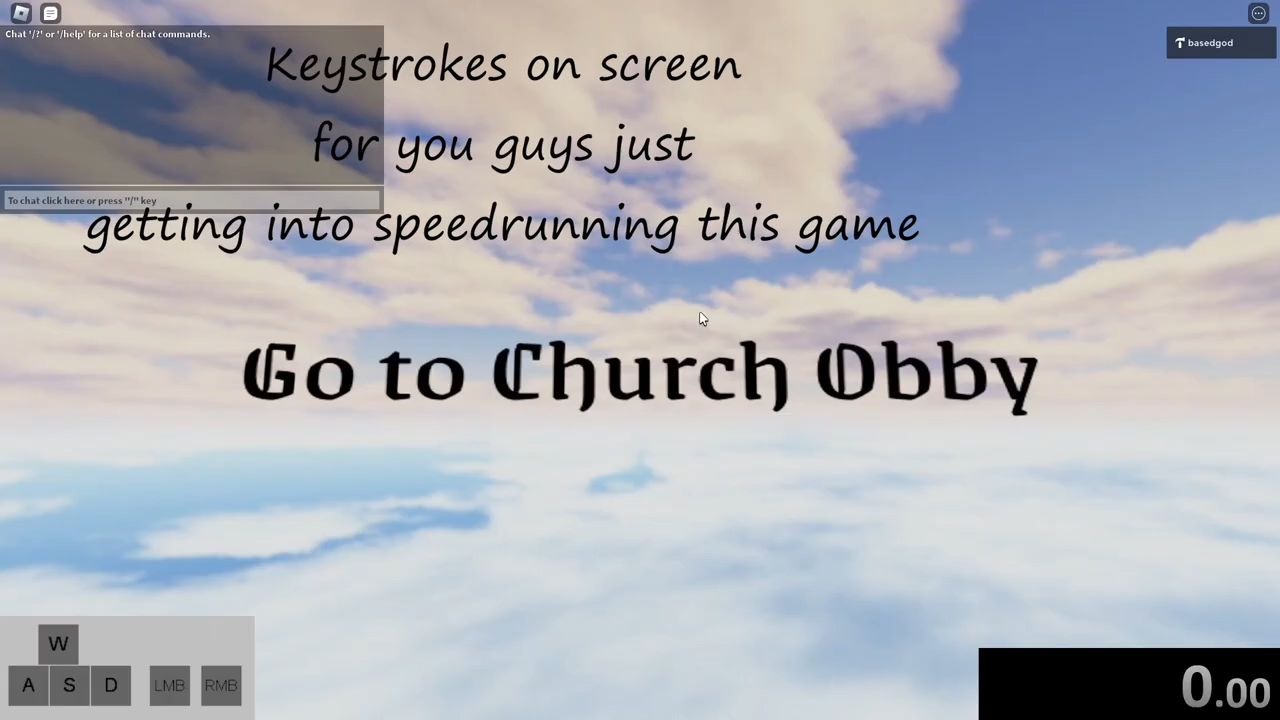 Chat '/?' or '/help' for a list of chat commands.
basedgod
Keystrokes on screen
for you guys just
To chat click here or press "/" key
getting into speedrunning this game
Go to Church Obby
W
A S D LMB RMB
0.00